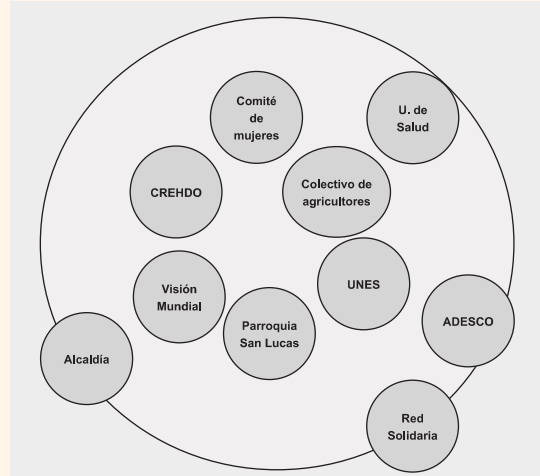 Comité
de
mujeres
U. de
Salud
CREHDO
Colectivo de
agricultores
Visión
Mundial
UNES
Parroquia
San Lucas
ADESCO
Alcaldía
Red
Solidaria